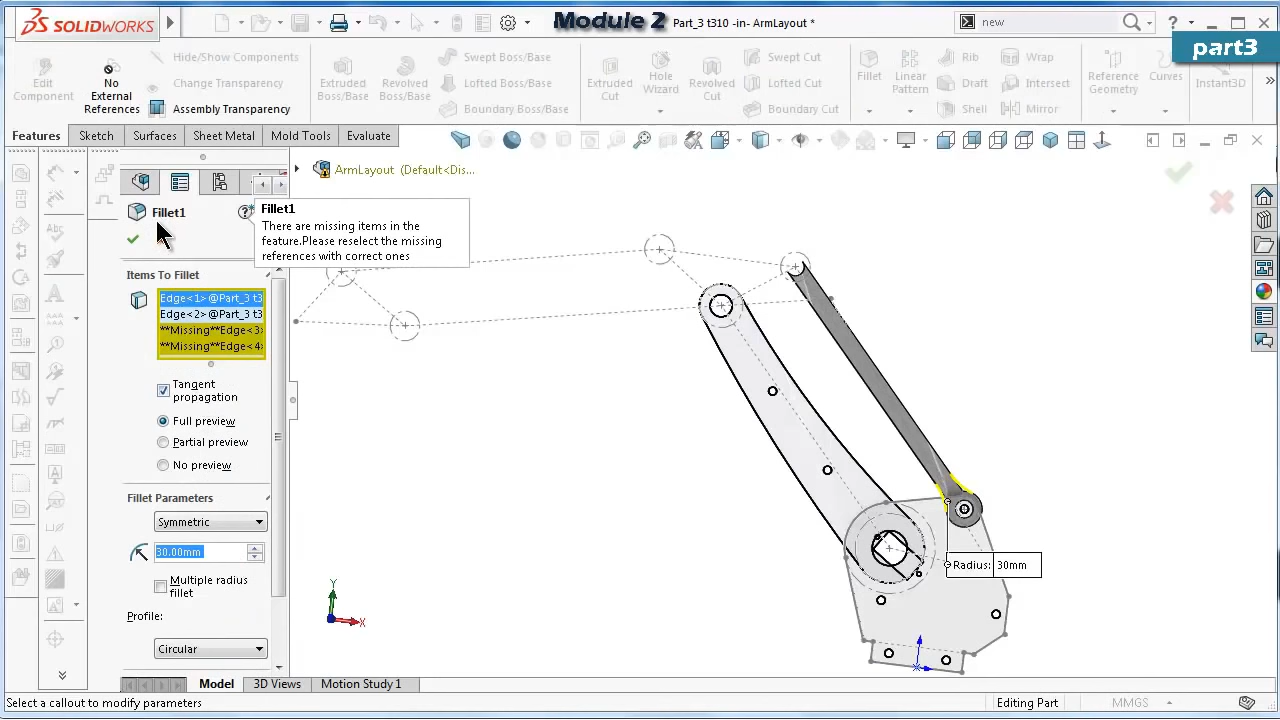 SOLIDWORKS
Module 2
Part_3 t310 -in- ArmLayout *
new
part3
Edit
Component
No
External
References
Hide/Show Components
Change Transparency
Assembly Transparency
Extruded
Boss/Base
Revolved
Boss/Base
Swept Boss/Base
Lofted Boss/Base
Boundary Boss/Base
Extruded
Cut
Hole
Wizard
Revolved
Cut
Swept Cut
Lofted Cut
Boundary Cut
Fillet
Linear
Pattern
Rib
Draft
Shell
Wrap
Intersect
Mirror
Reference
Geometry
Curves
Instant3D
Features
Sketch
Surfaces
Sheet Metal
Mold Tools
Evaluate
ArmLayout (Default<Dis...
Fillet1
Fillet1
There are missing items in the
feature.Please reselect the missing
references with correct ones
Items To Fillet
Edge<1>@Part_3 t3
Edge<2>@Part_3 t3
**Missing**Edge<3>
**Missing**Edge<4>
Tangent
propagation
Full preview
Partial preview
No preview
Fillet Parameters
Symmetric
30.00mm
Multiple radius
fillet
Profile:
Circular
Radius: 30mm
Y
X
Model
3D Views
Motion Study 1
Select a callout to modify parameters
Editing Part
MMGS